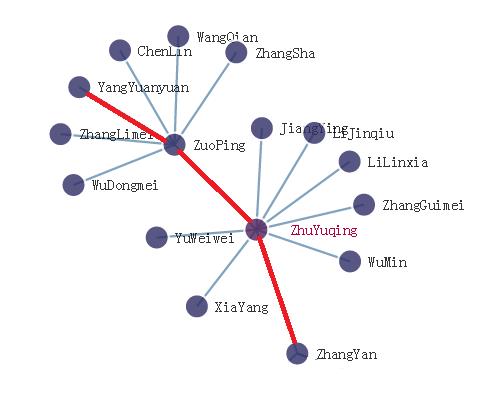 WangQian
ChenLin
ZhangSha
YangYuanyuan
ZhangLimei
ZuoPing
JiangYing
LiJinqiu
LiLinxia
WuDongmei
ZhangGuimei
YuWeiwei
ZhuYuqing
WuMin
XiaYang
ZhangYan